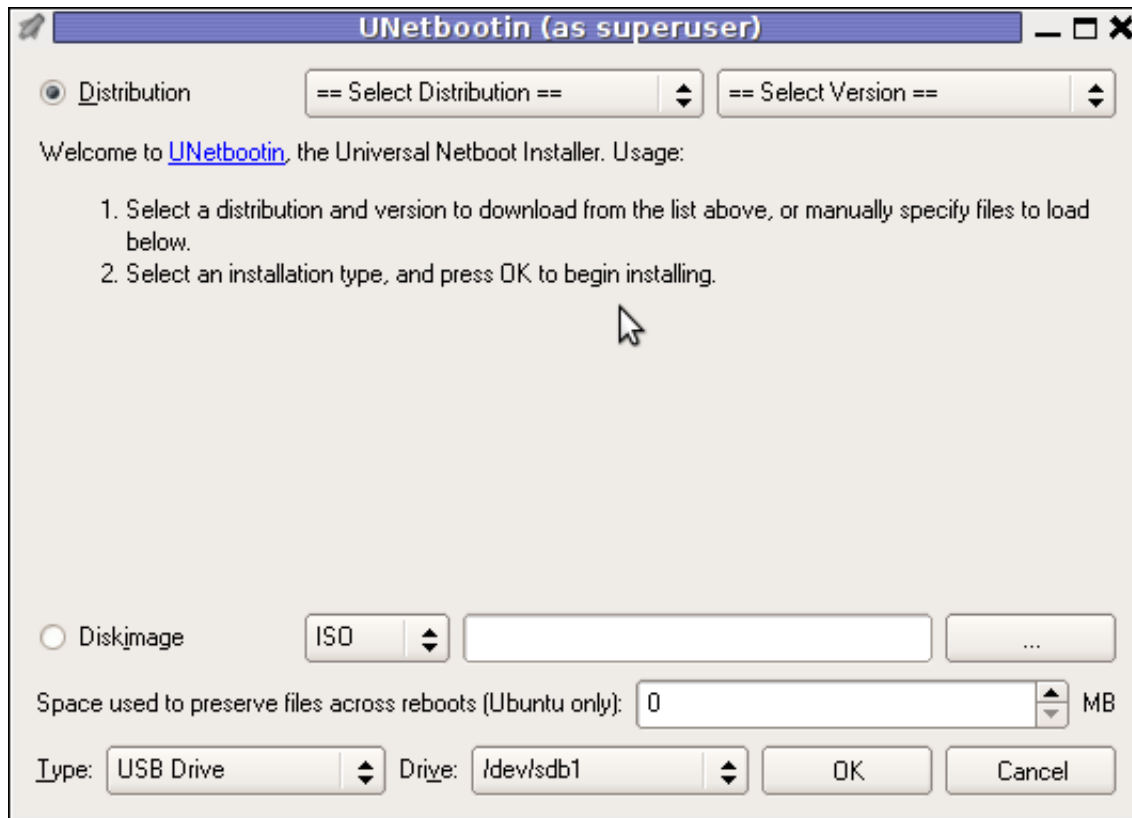 UNetbootin (as superuser)
Distribution == Select Distribution == == Select Version ==
Welcome to UNetbootin, the Universal Netboot Installer. Usage:
1. Select a distribution and version to download from the list above, or manually specify files to load
below.
2. Select an installation type, and press OK to begin installing.
Diskimage ISO ...
Space used to preserve files across reboots (Ubuntu only): 0 MB
Type: USB Drive Drive: /dev/sdb1 OK Cancel